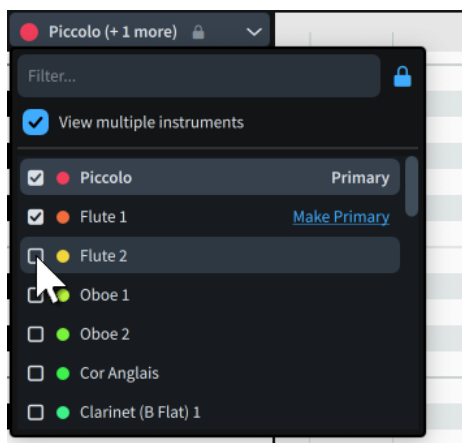 Piccolo (+ 1 more)
Filter...
View multiple instruments
Piccolo Primary
Flute 1 Make Primary
Flute 2
Oboe 1
Oboe 2
Cor Anglais
Clarinet (B Flat) 1